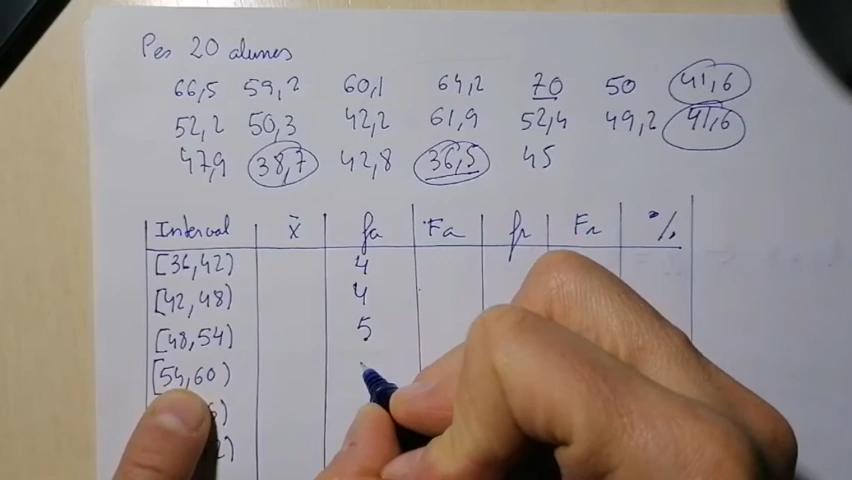 Pes 20 alumnes
66,5 59,2 60,1 64,2 70 50 41,6
52,2 50,3 42,2 61,9 52,4 49,2 41,6
47,9 38,7 42,8 36,5 45
Interval x̄ fa Fa fr Fr %
[36,42) 4
[42,48) 4
[48,54) 5
[54,60)
6)
2)